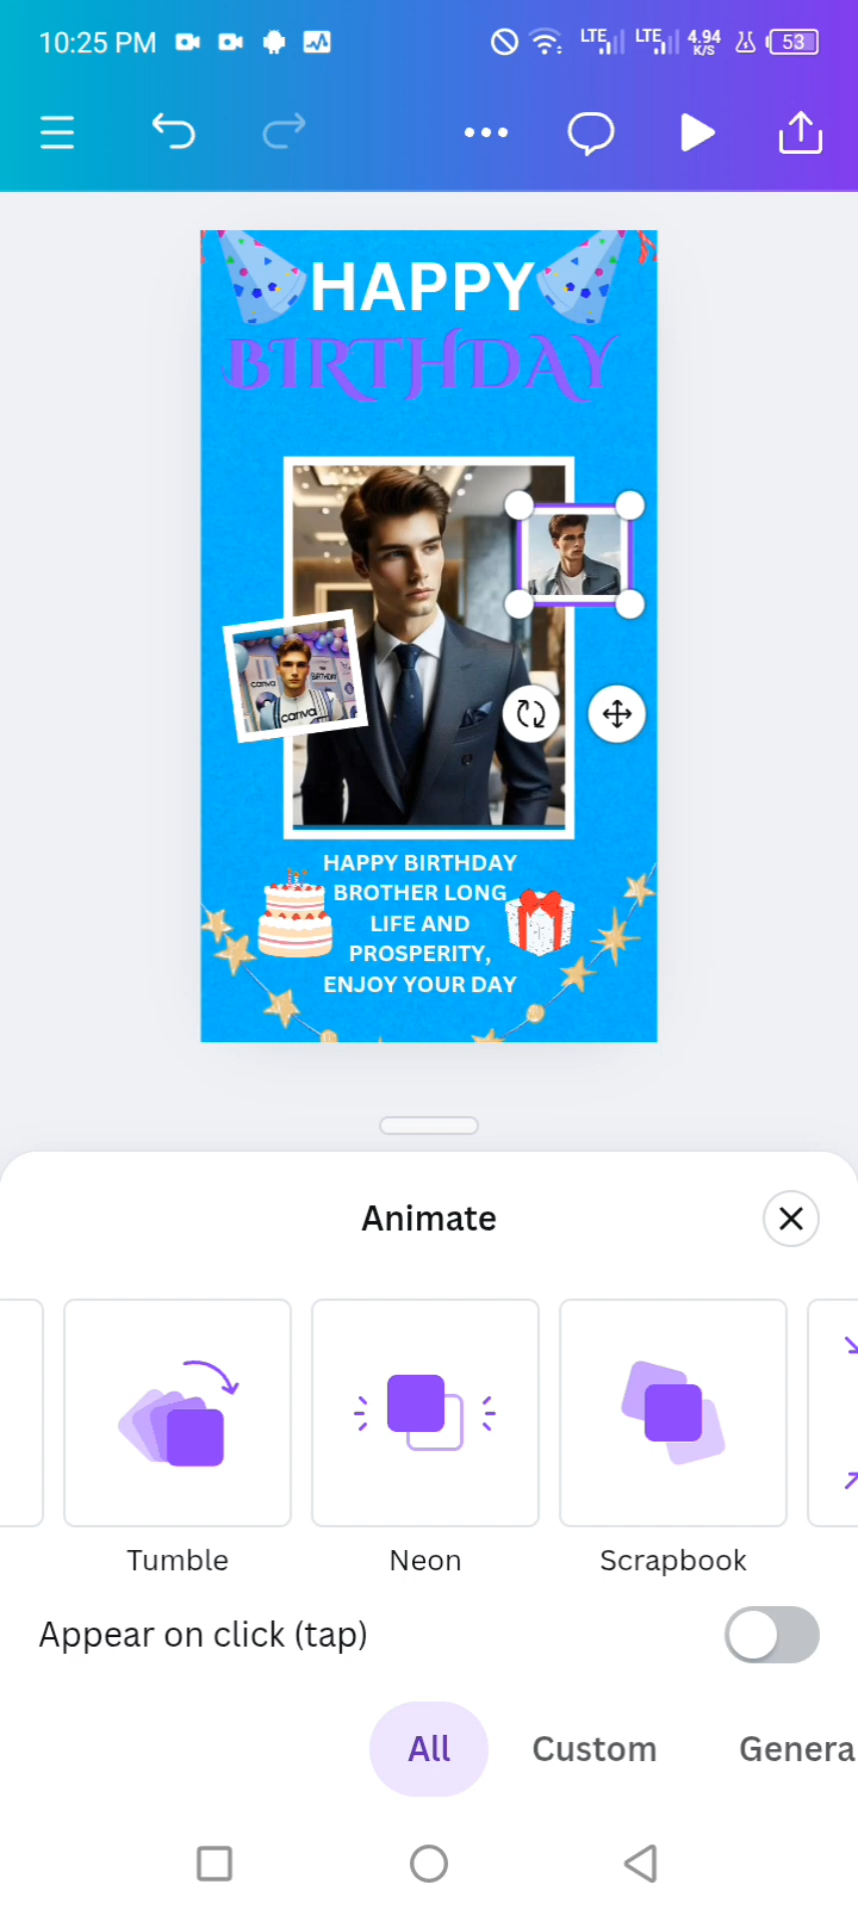 10:25 PM LTE LTE 4.94 K/S 53
HAPPY
BIRTHDAY
canva
BIRTHDAY
canva
HAPPY BIRTHDAY
BROTHER LONG
LIFE AND
PROSPERITY,
ENJOY YOUR DAY
Animate
Tumble Neon Scrapbook
Appear on click (tap)
All Custom Genera